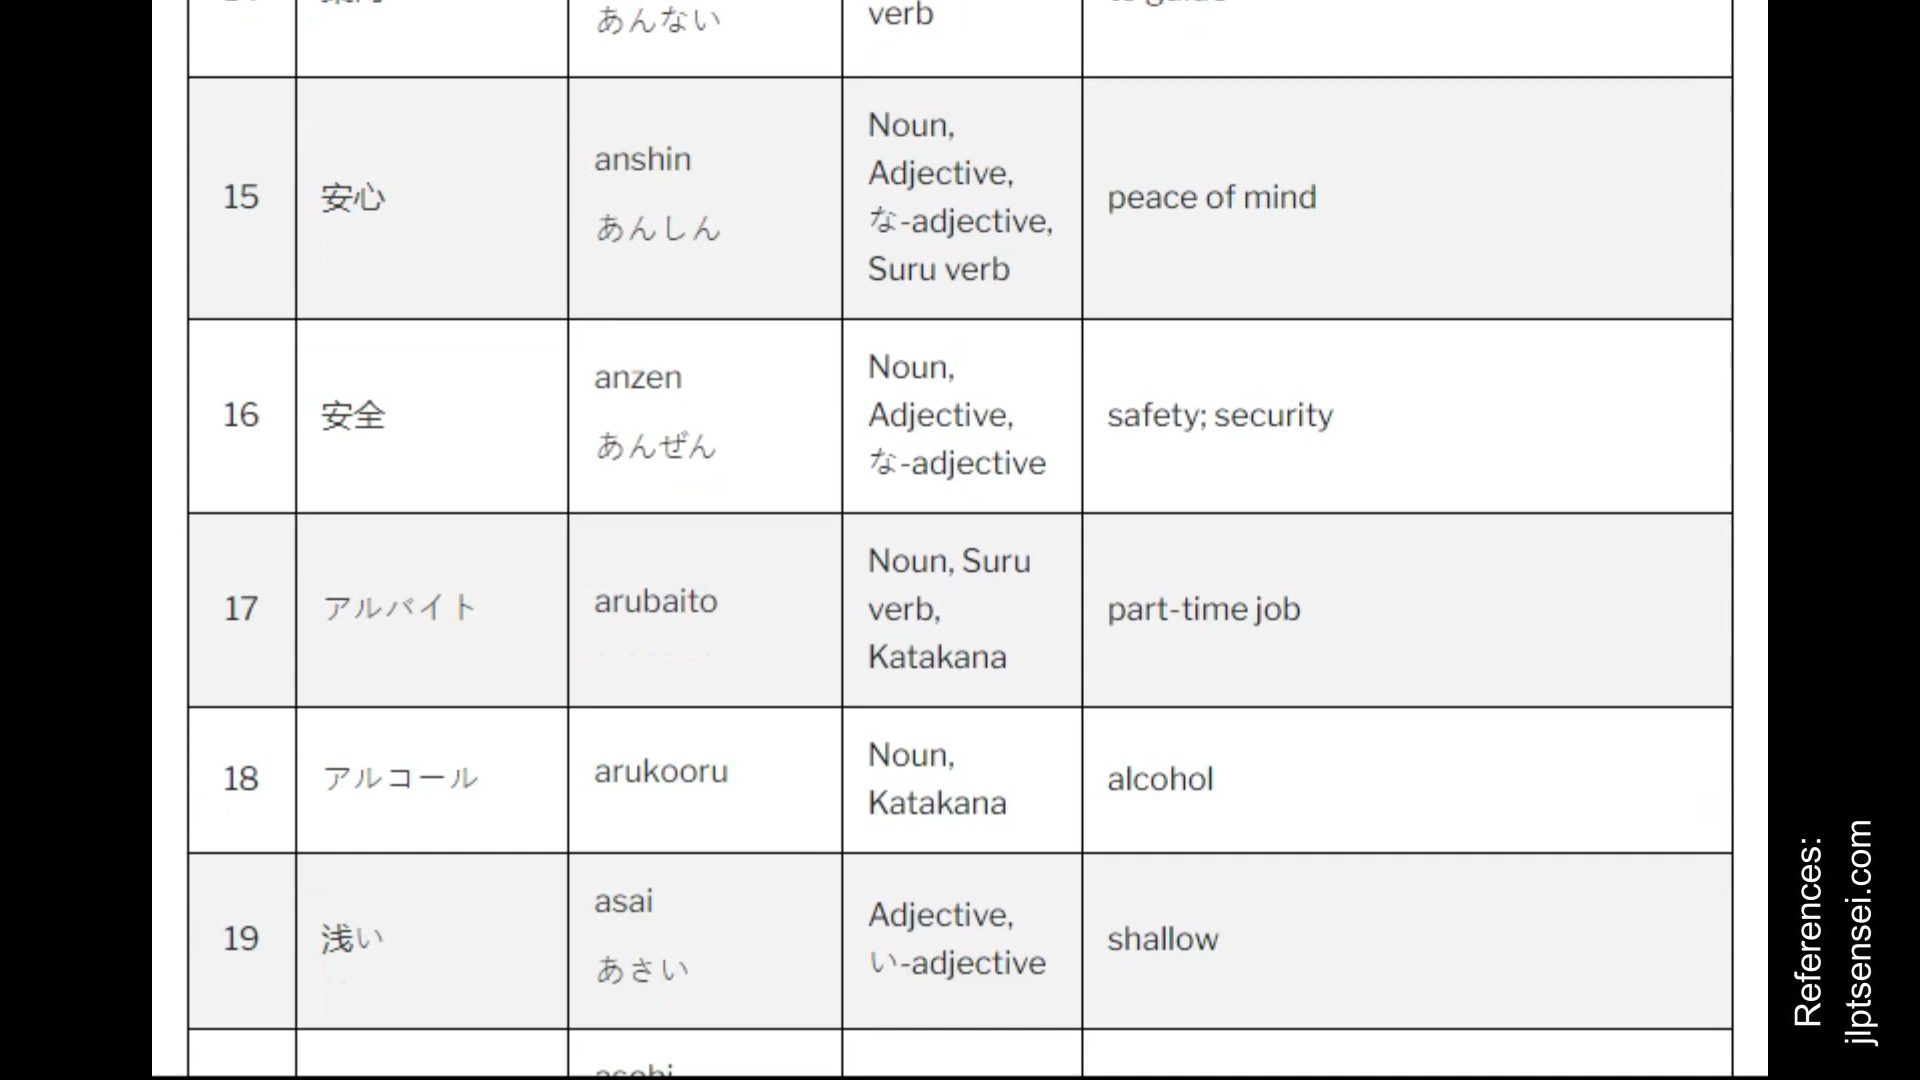 あんない
verb
15
安心
anshin
あんしん
Noun,
Adjective,
な-adjective,
Suru verb
peace of mind
16
安全
anzen
あんぜん
Noun,
Adjective,
な-adjective
safety; security
17
アルバイト
arubaito
Noun, Suru
verb,
Katakana
part-time job
18
アルコール
arukooru
Noun,
Katakana
alcohol
19
浅い
asai
あさい
Adjective,
い-adjective
shallow
References:
jlptsensei.com